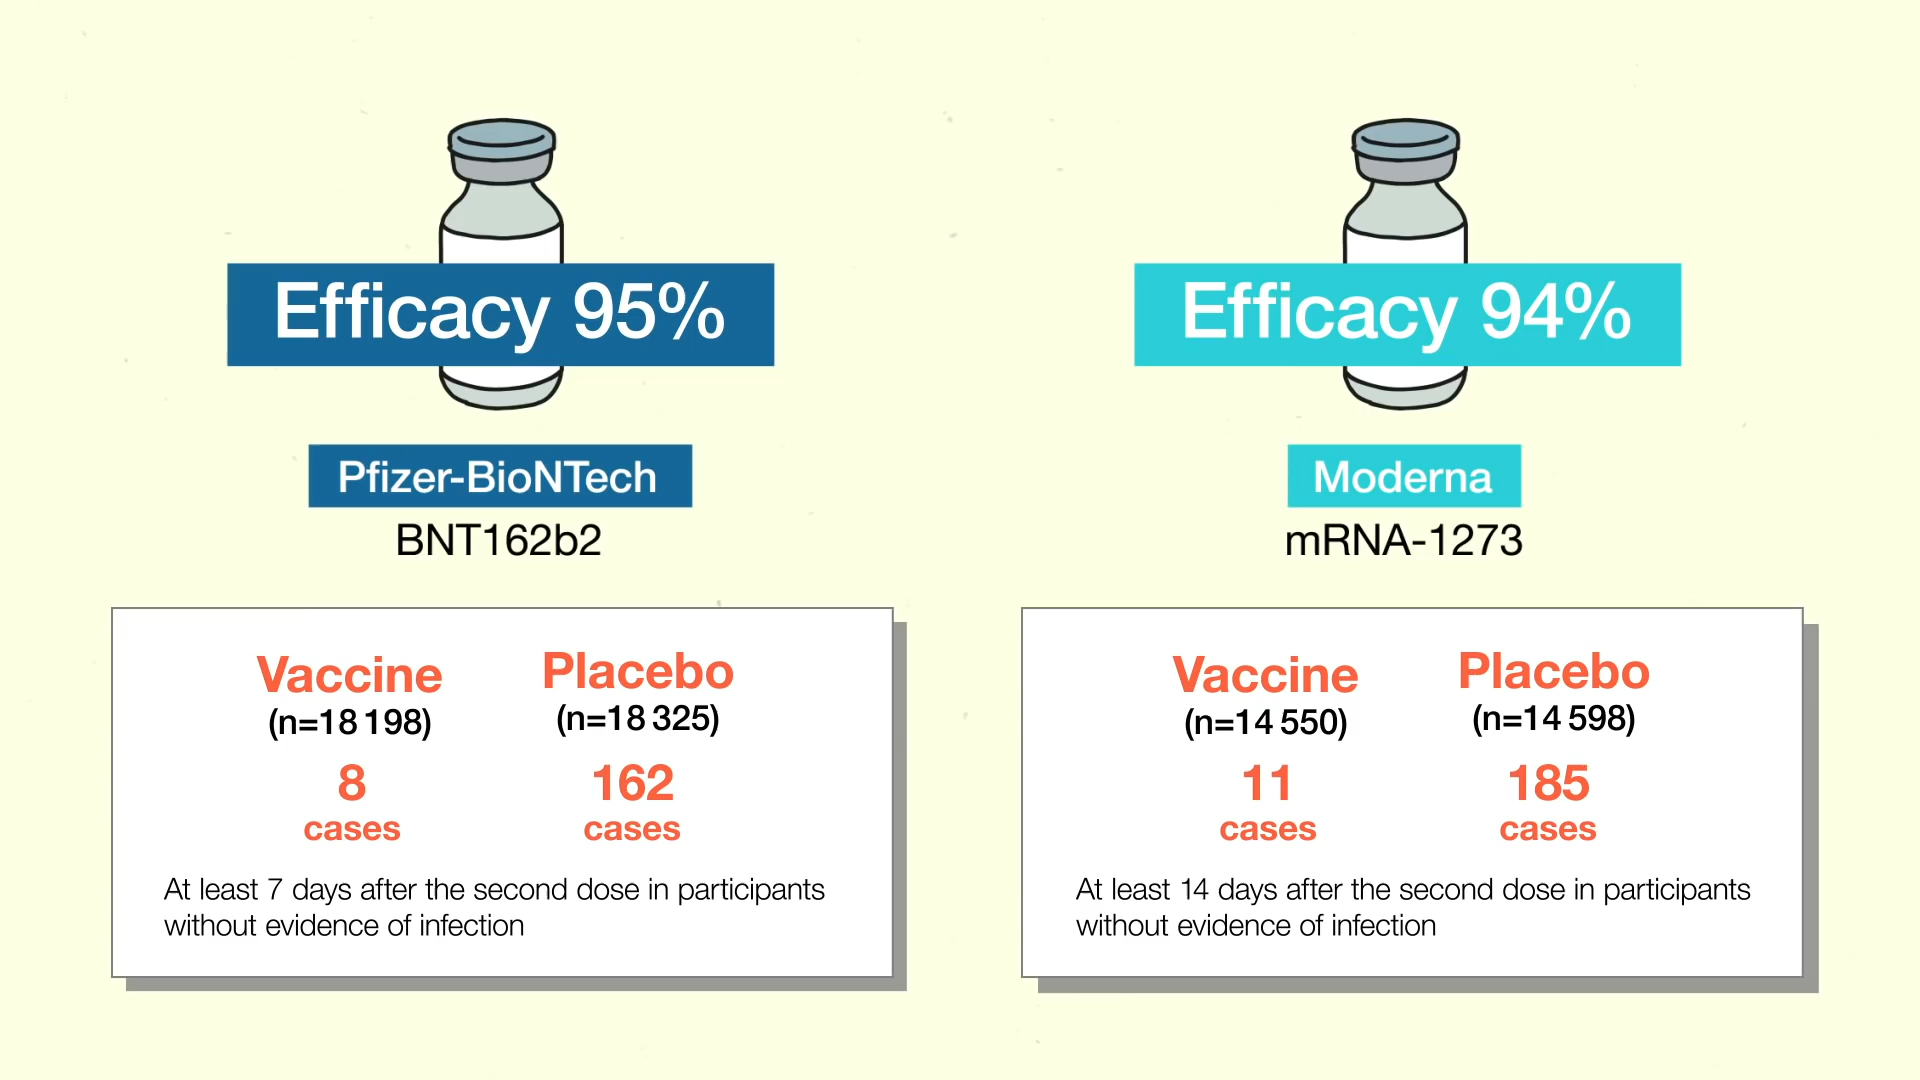 Efficacy 95%
Pfizer-BioNTech
BNT162b2
Vaccine
(n=18 198)
8
cases
Placebo
(n=18 325)
162
cases
At least 7 days after the second dose in participants
without evidence of infection
Efficacy 94%
Moderna
mRNA-1273
Vaccine
(n=14 550)
11
cases
Placebo
(n=14 598)
185
cases
At least 14 days after the second dose in participants
without evidence of infection